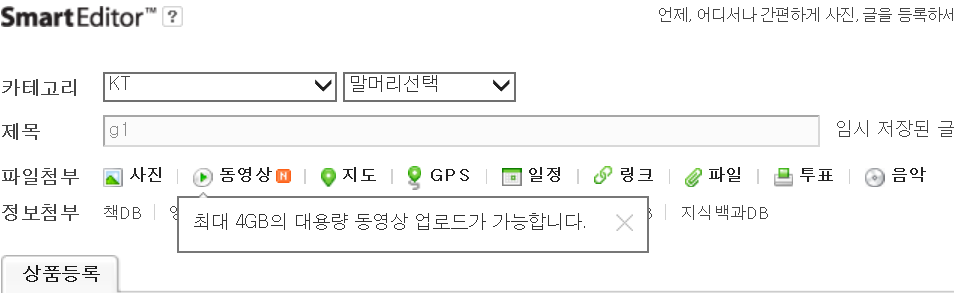 SmartEditor™ ?
언제, 어디서나 간편하게 사진, 글을 등록하세
카테고리 KT 말머리선택
제목 g1 임시 저장된 글
파일첨부 사진 동영상 N 지도 GPS 일정 링크 파일 투표 음악
정보첨부 책DB 지식백과DB
최대 4GB의 대용량 동영상 업로드가 가능합니다.
상품등록